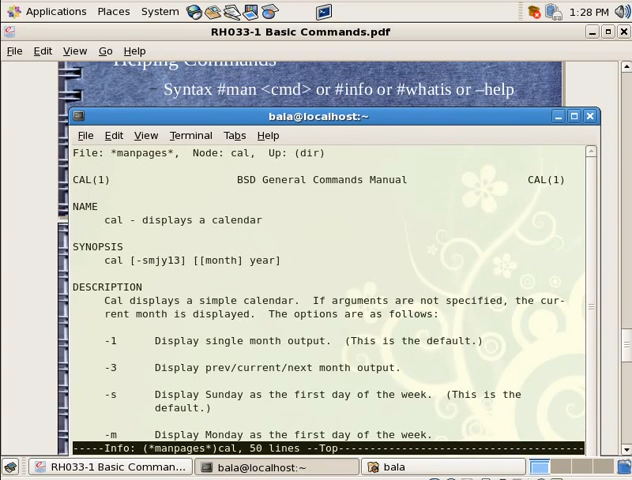 Applications Places System 1:28 PM
RH033-1 Basic Commands.pdf
File Edit View Go Help
Helping Commands
Syntax #man <cmd> or #info or #whatis or –help
bala@localhost:~
File Edit View Terminal Tabs Help
File: *manpages*,  Node: cal,  Up: (dir)
CAL(1) BSD General Commands Manual CAL(1)
NAME
cal - displays a calendar
SYNOPSIS
cal [-smjy13] [[month] year]
DESCRIPTION
Cal displays a simple calendar.  If arguments are not specified, the cur-
rent month is displayed.  The options are as follows:
-1 Display single month output.  (This is the default.)
-3 Display prev/current/next month output.
-s Display Sunday as the first day of the week.  (This is the
default.)
-m Display Monday as the first day of the week.
-----Info: (*manpages*)cal, 50 lines --Top-----------------------------------
RH033-1 Basic Comman... bala@localhost:~ bala